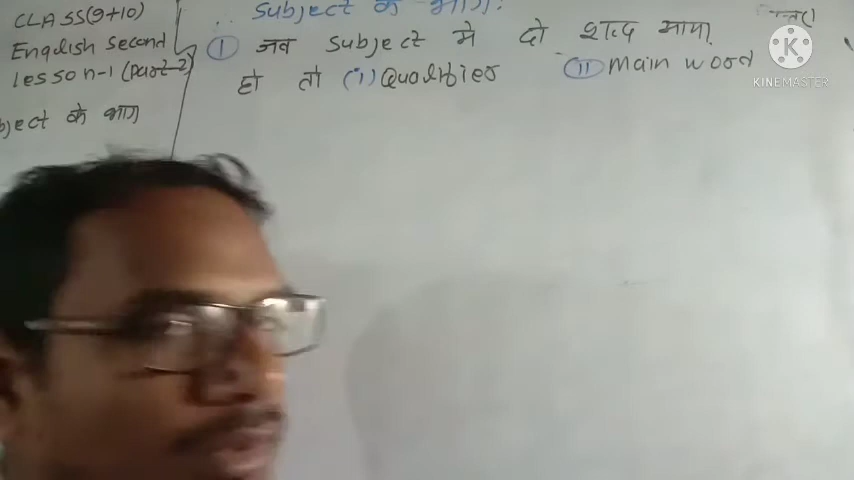 CLASS(9+10)
English second
lesson-1 (part-2)
ject के भाग
Subject के भाग:
(I) जब Subject मे दो शब्द आया
हो तो (i) Qualifier (ii) main word
KINEMASTER